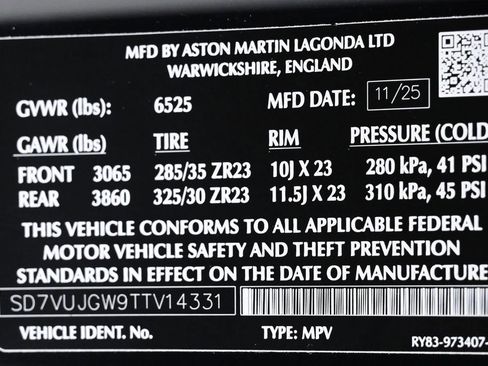 MFD BY ASTON MARTIN LAGONDA LTD
WARWICKSHIRE, ENGLAND
GVWR (lbs): 6525 MFD DATE: 11/25
GAWR (lbs): TIRE RIM PRESSURE (COLD
FRONT 3065 285/35 ZR23 10J X 23 280 kPa, 41 PSI
REAR 3860 325/30 ZR23 11.5J X 23 310 kPa, 45 PSI
THIS VEHICLE CONFORMS TO ALL APPLICABLE FEDERAL
MOTOR VEHICLE SAFETY AND THEFT PREVENTION
STANDARDS IN EFFECT ON THE DATE OF MANUFACTURE
SD7VUJGW9TTV14331
VEHICLE IDENT. No. TYPE: MPV RY83-973407-